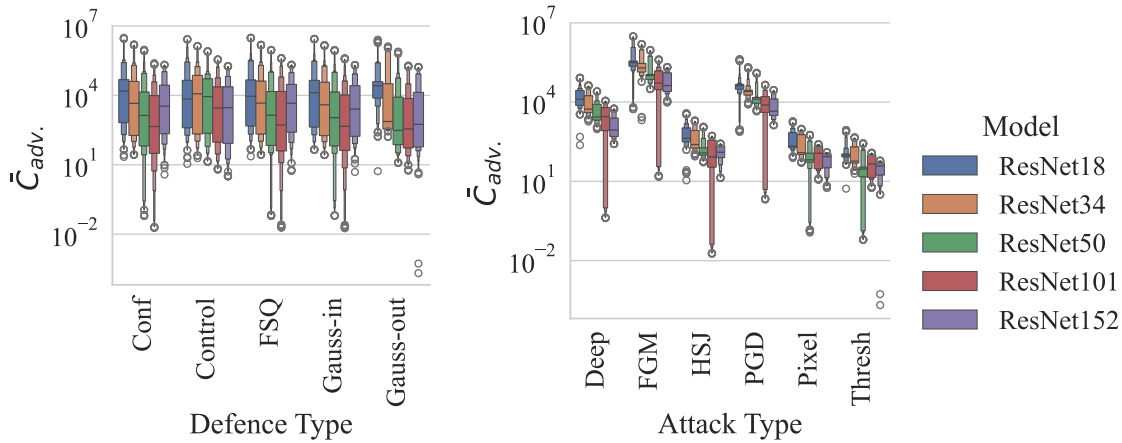 10^7
10^4
10^1
10^−2
C̄_adv.
Conf
Control
FSQ
Gauss-in
Gauss-out
Defence Type
10^7
10^4
10^1
10^−2
C̄_adv.
Deep
FGM
HSJ
PGD
Pixel
Thresh
Attack Type
Model
ResNet18
ResNet34
ResNet50
ResNet101
ResNet152